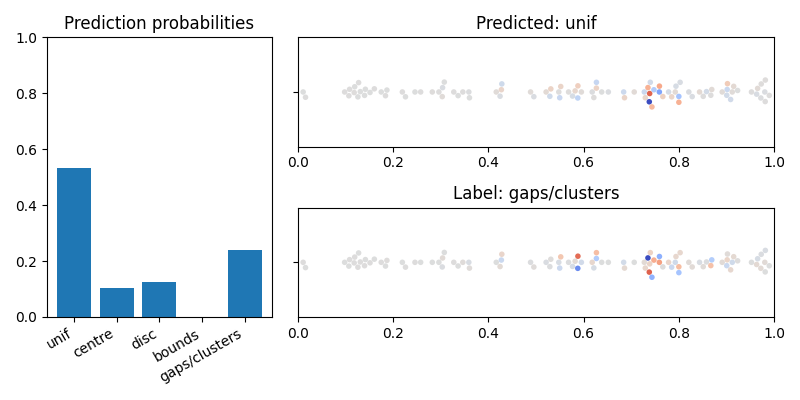 Prediction probabilities
1.0
0.8
0.6
0.4
0.2
0.0
unif
centre
disc
bounds
gaps/clusters
Predicted: unif
0.0 0.2 0.4 0.6 0.8 1.0
Label: gaps/clusters
0.0 0.2 0.4 0.6 0.8 1.0